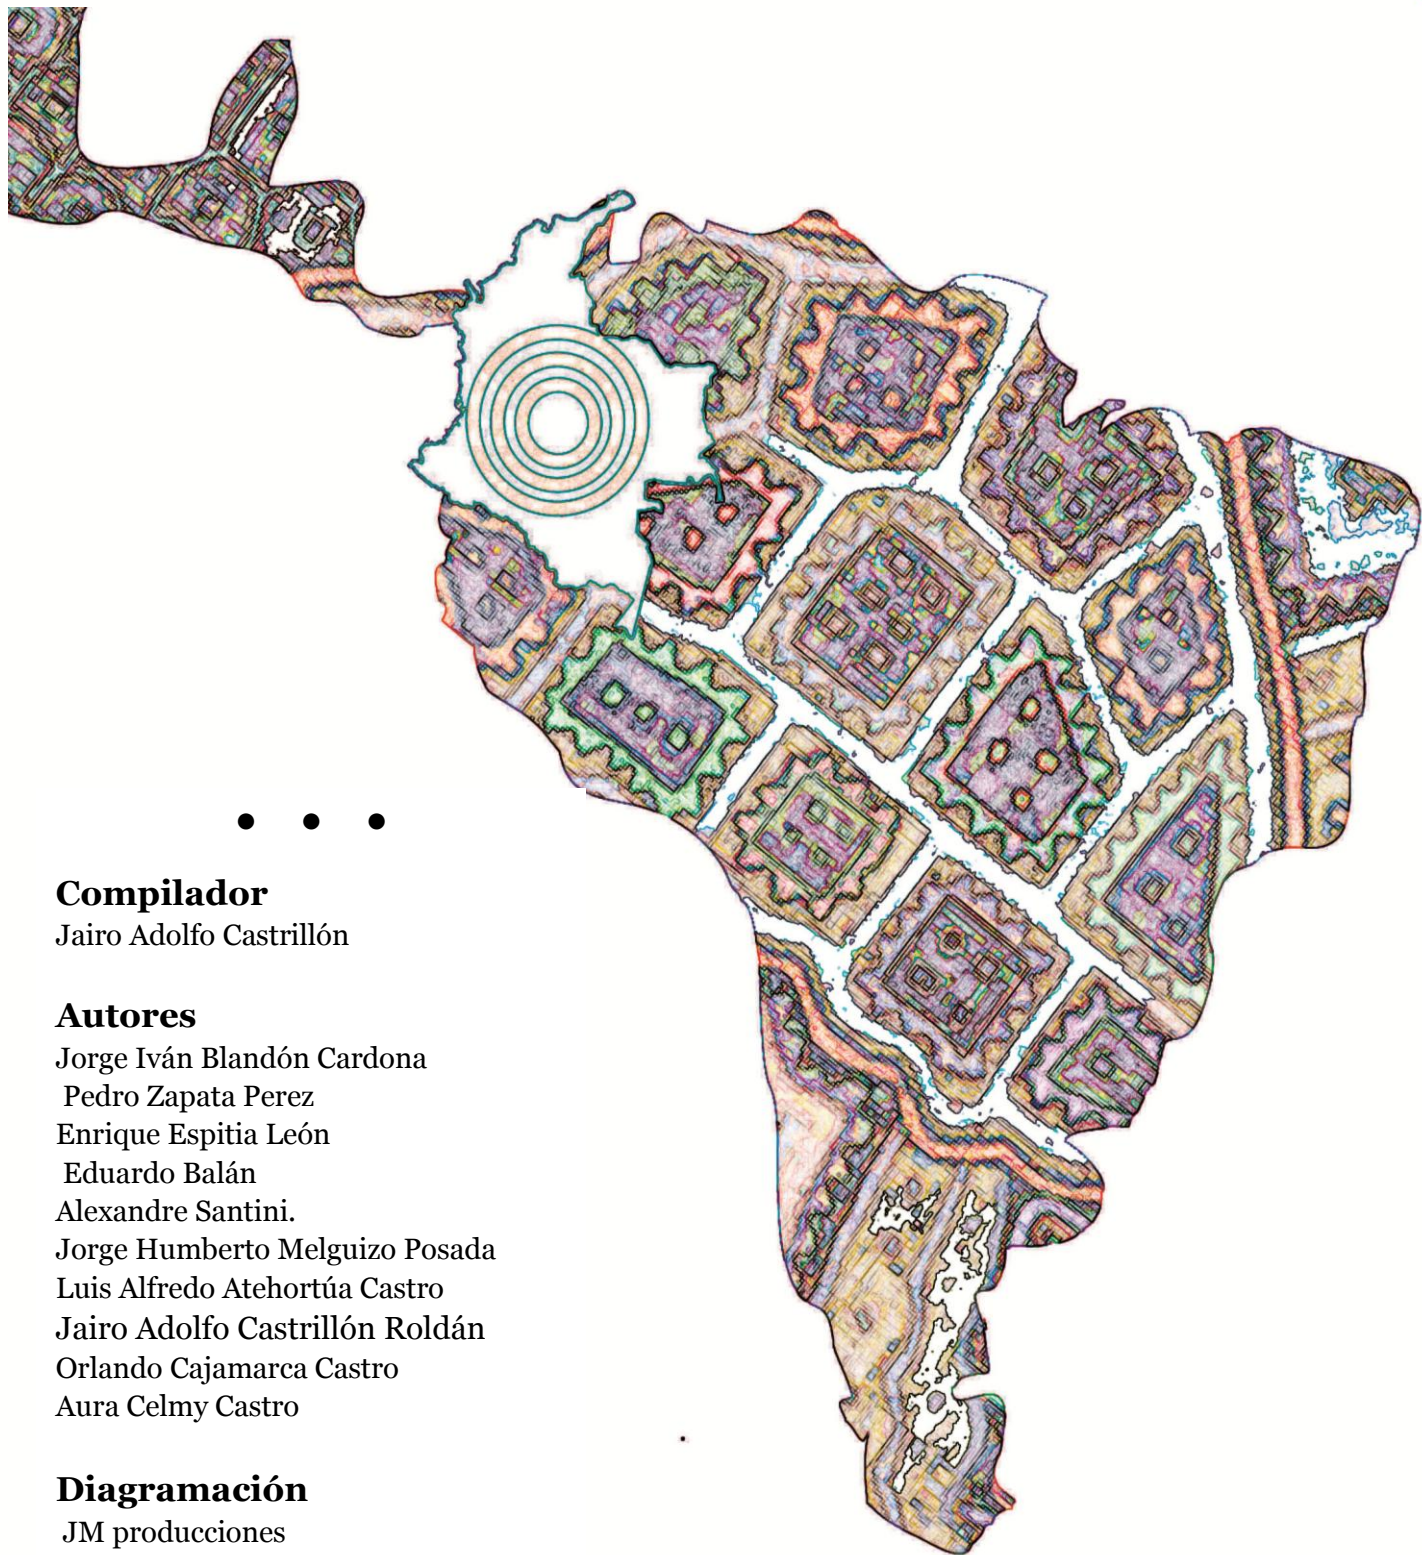 • • •
Compilador
Jairo Adolfo Castrillón
Autores
Jorge Iván Blandón Cardona
Pedro Zapata Perez
Enrique Espitia León
Eduardo Balán
Alexandre Santini.
Jorge Humberto Melguizo Posada
Luis Alfredo Atehortúa Castro
Jairo Adolfo Castrillón Roldán
Orlando Cajamarca Castro
Aura Celmy Castro
Diagramación
JM producciones